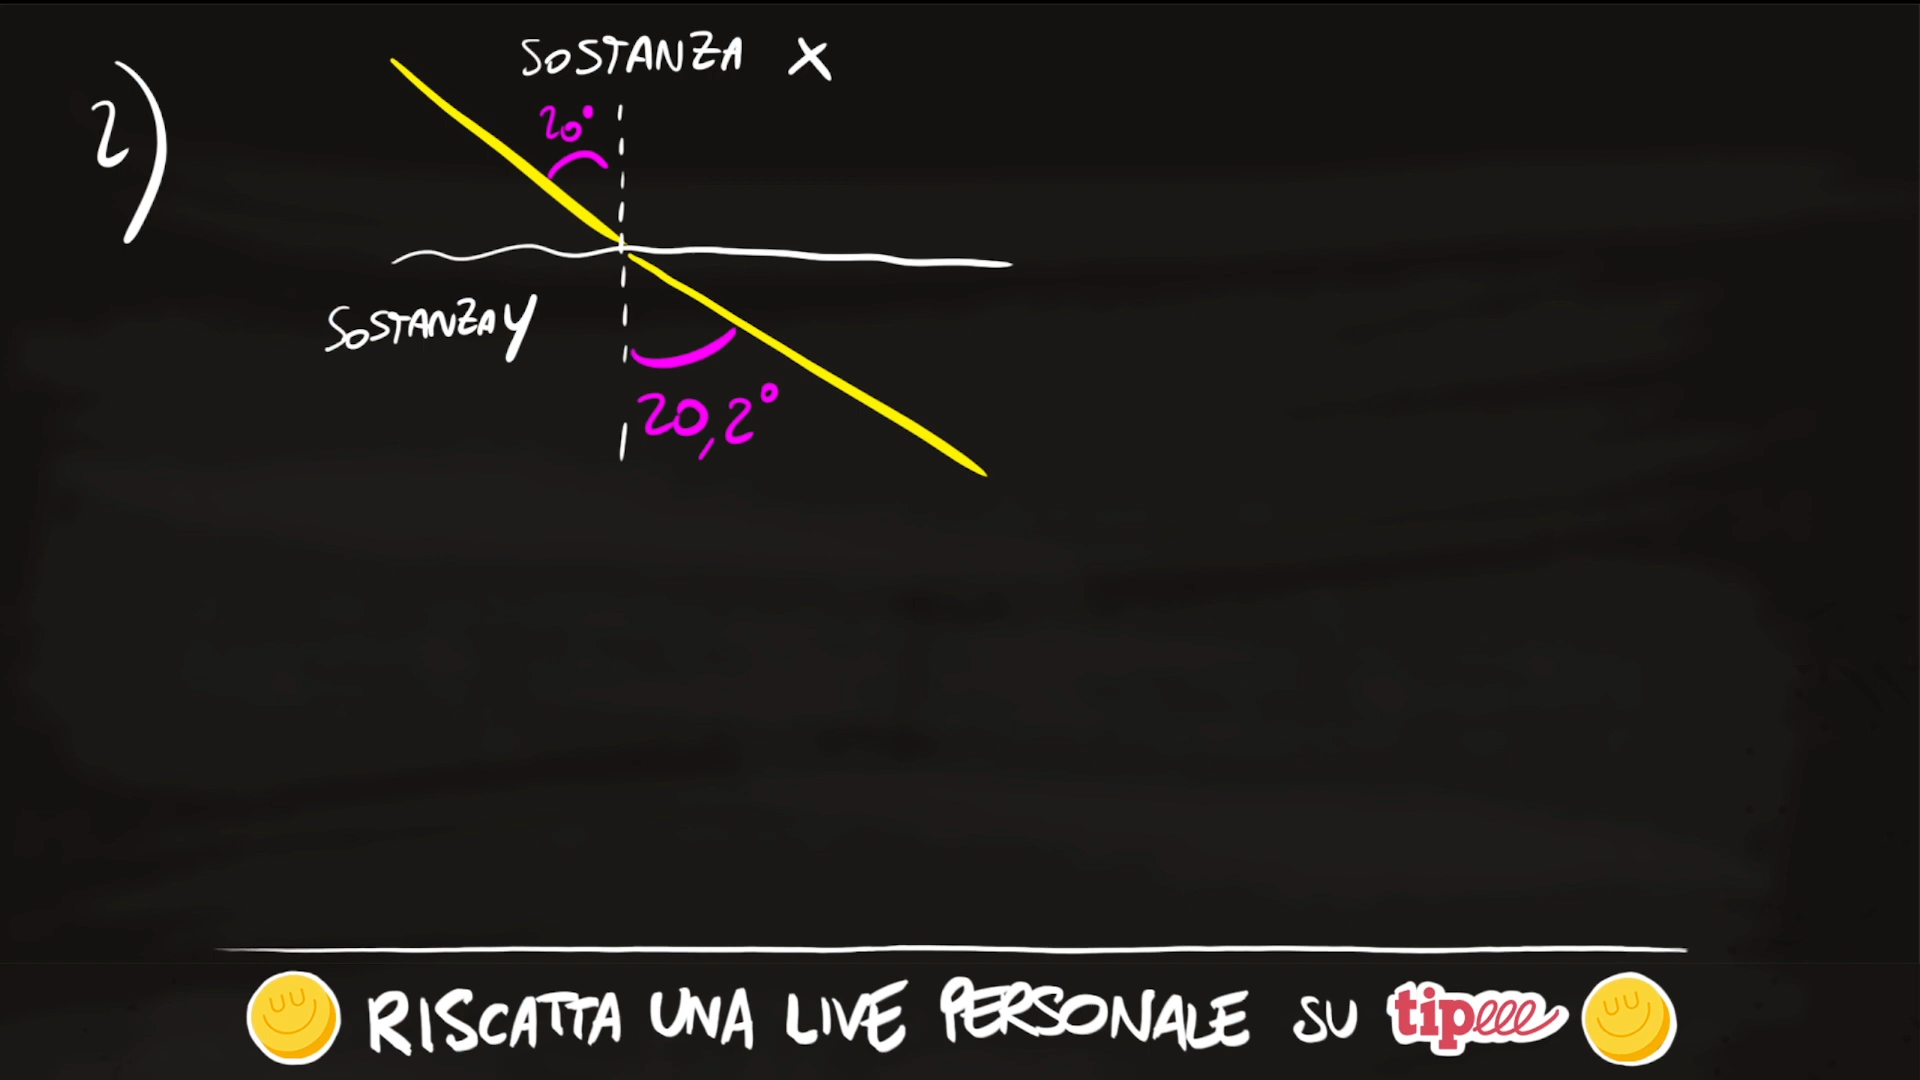 2)
SOSTANZA X
20°
SOSTANZA Y
20,2°
RISCATTA UNA LIVE PERSONALE SU tipeee